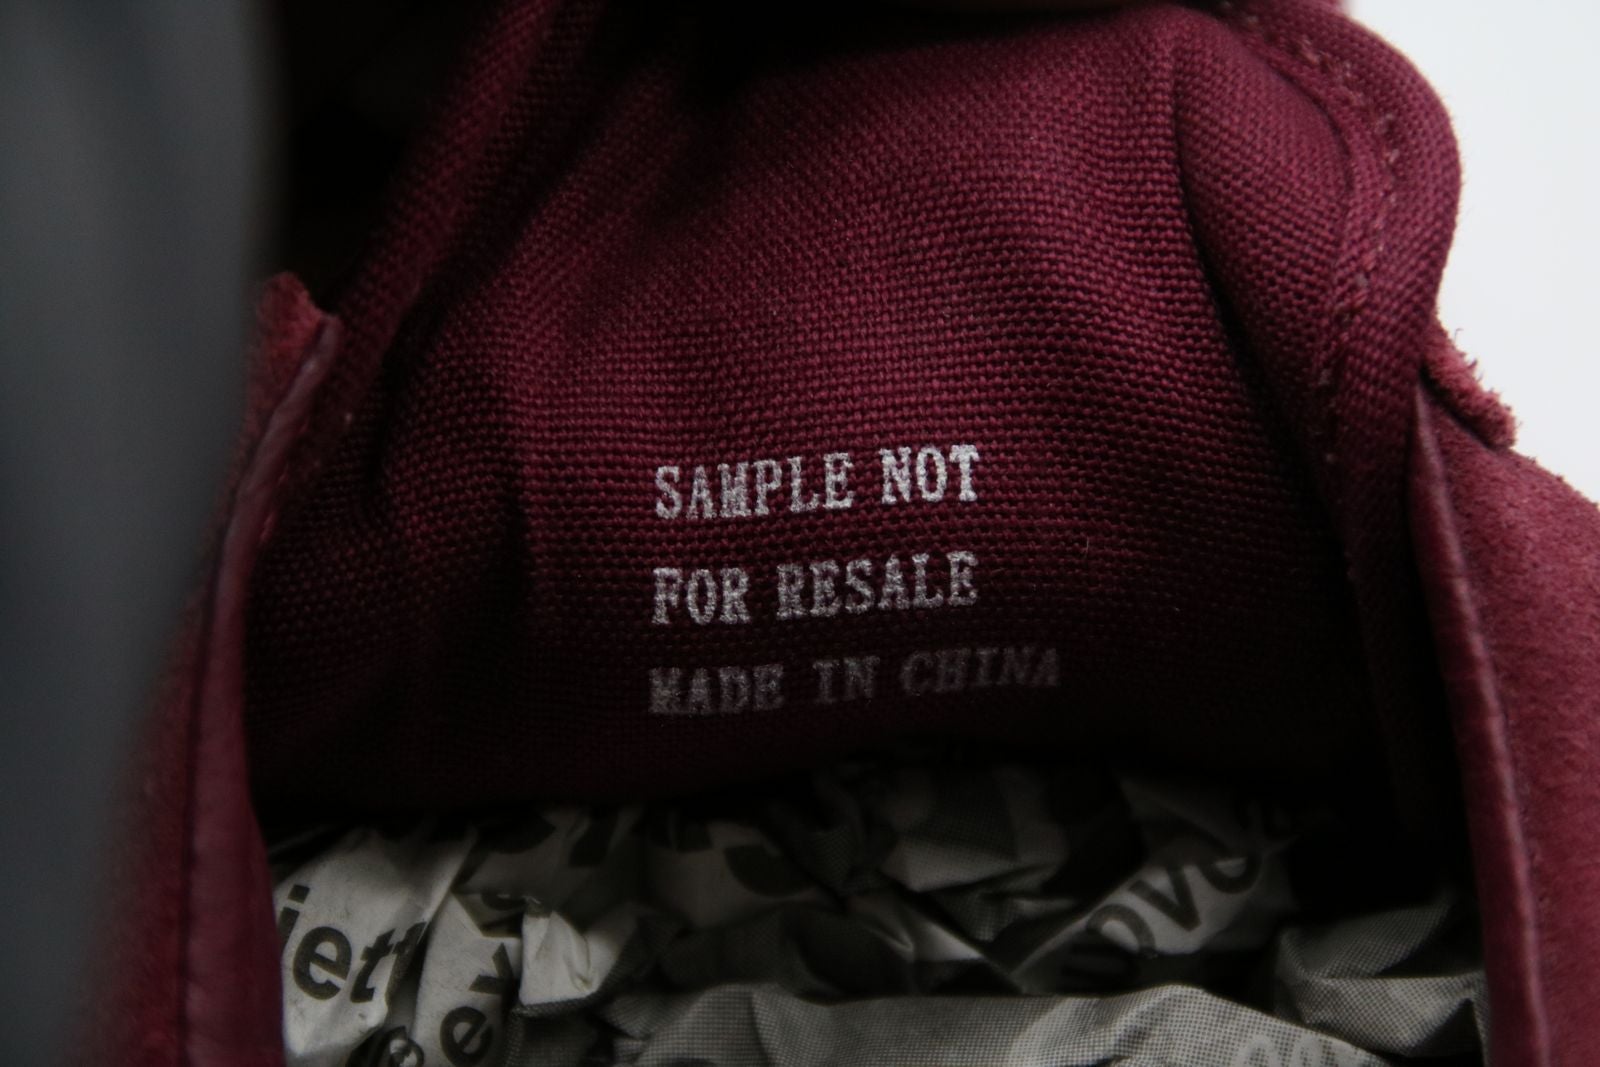 SAMPLE NOT
FOR RESALE
MADE IN CHINA